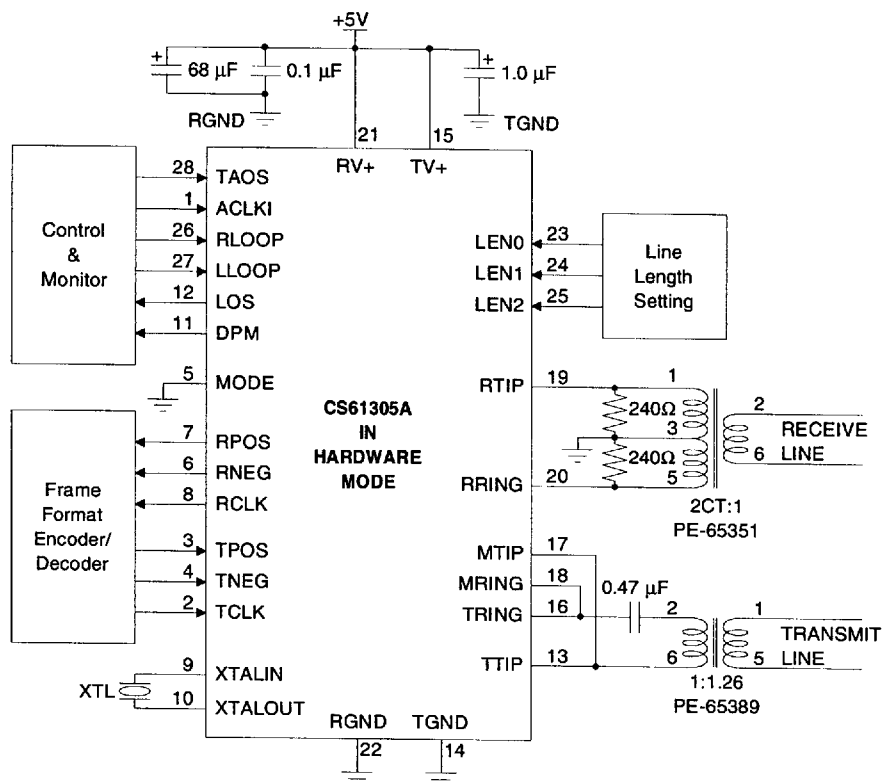 +5V
+
68 µF
0.1 µF
+
1.0 µF
RGND
TGND
21
15
RV+
TV+
Control
&
Monitor
28
TAOS
1
ACLKI
26
RLOOP
27
LLOOP
12
LOS
11
DPM
5
MODE
LEN0
23
LEN1
24
LEN2
25
Line
Length
Setting
CS61305A
IN
HARDWARE
MODE
Frame
Format
Encoder/
Decoder
7
RPOS
6
RNEG
8
RCLK
3
TPOS
4
TNEG
2
TCLK
9
XTALIN
XTL
10
XTALOUT
RTIP
19
1
240Ω
3
240Ω
RRING
20
5
2
RECEIVE
6
LINE
2CT:1
PE-65351
MTIP
17
MRING
18
0.47 µF
TRING
16
2
1
TRANSMIT
TTIP
13
6
5
LINE
1:1.26
PE-65389
RGND
TGND
22
14